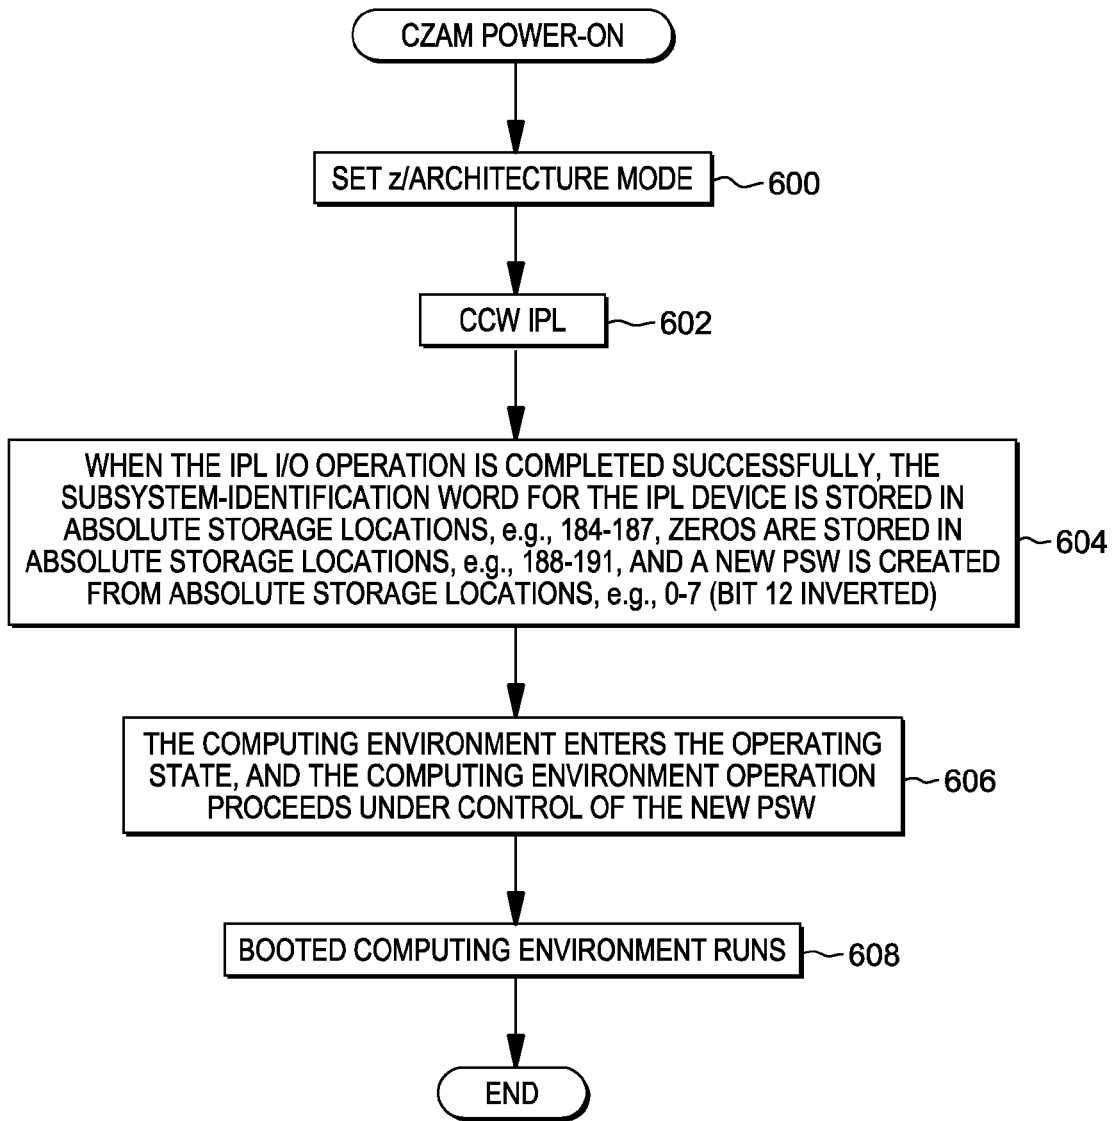 CZAM POWER-ON
SET z/ARCHITECTURE MODE
600
CCW IPL
602
WHEN THE IPL I/O OPERATION IS COMPLETED SUCCESSFULLY, THE
SUBSYSTEM-IDENTIFICATION WORD FOR THE IPL DEVICE IS STORED IN
ABSOLUTE STORAGE LOCATIONS, e.g., 184-187, ZEROS ARE STORED IN
ABSOLUTE STORAGE LOCATIONS, e.g., 188-191, AND A NEW PSW IS CREATED
FROM ABSOLUTE STORAGE LOCATIONS, e.g., 0-7 (BIT 12 INVERTED)
604
THE COMPUTING ENVIRONMENT ENTERS THE OPERATING
STATE, AND THE COMPUTING ENVIRONMENT OPERATION
PROCEEDS UNDER CONTROL OF THE NEW PSW
606
BOOTED COMPUTING ENVIRONMENT RUNS
608
END